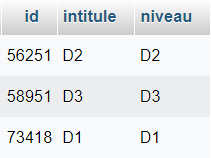 id intitule niveau
56251 D2 D2
58951 D3 D3
73418 D1 D1